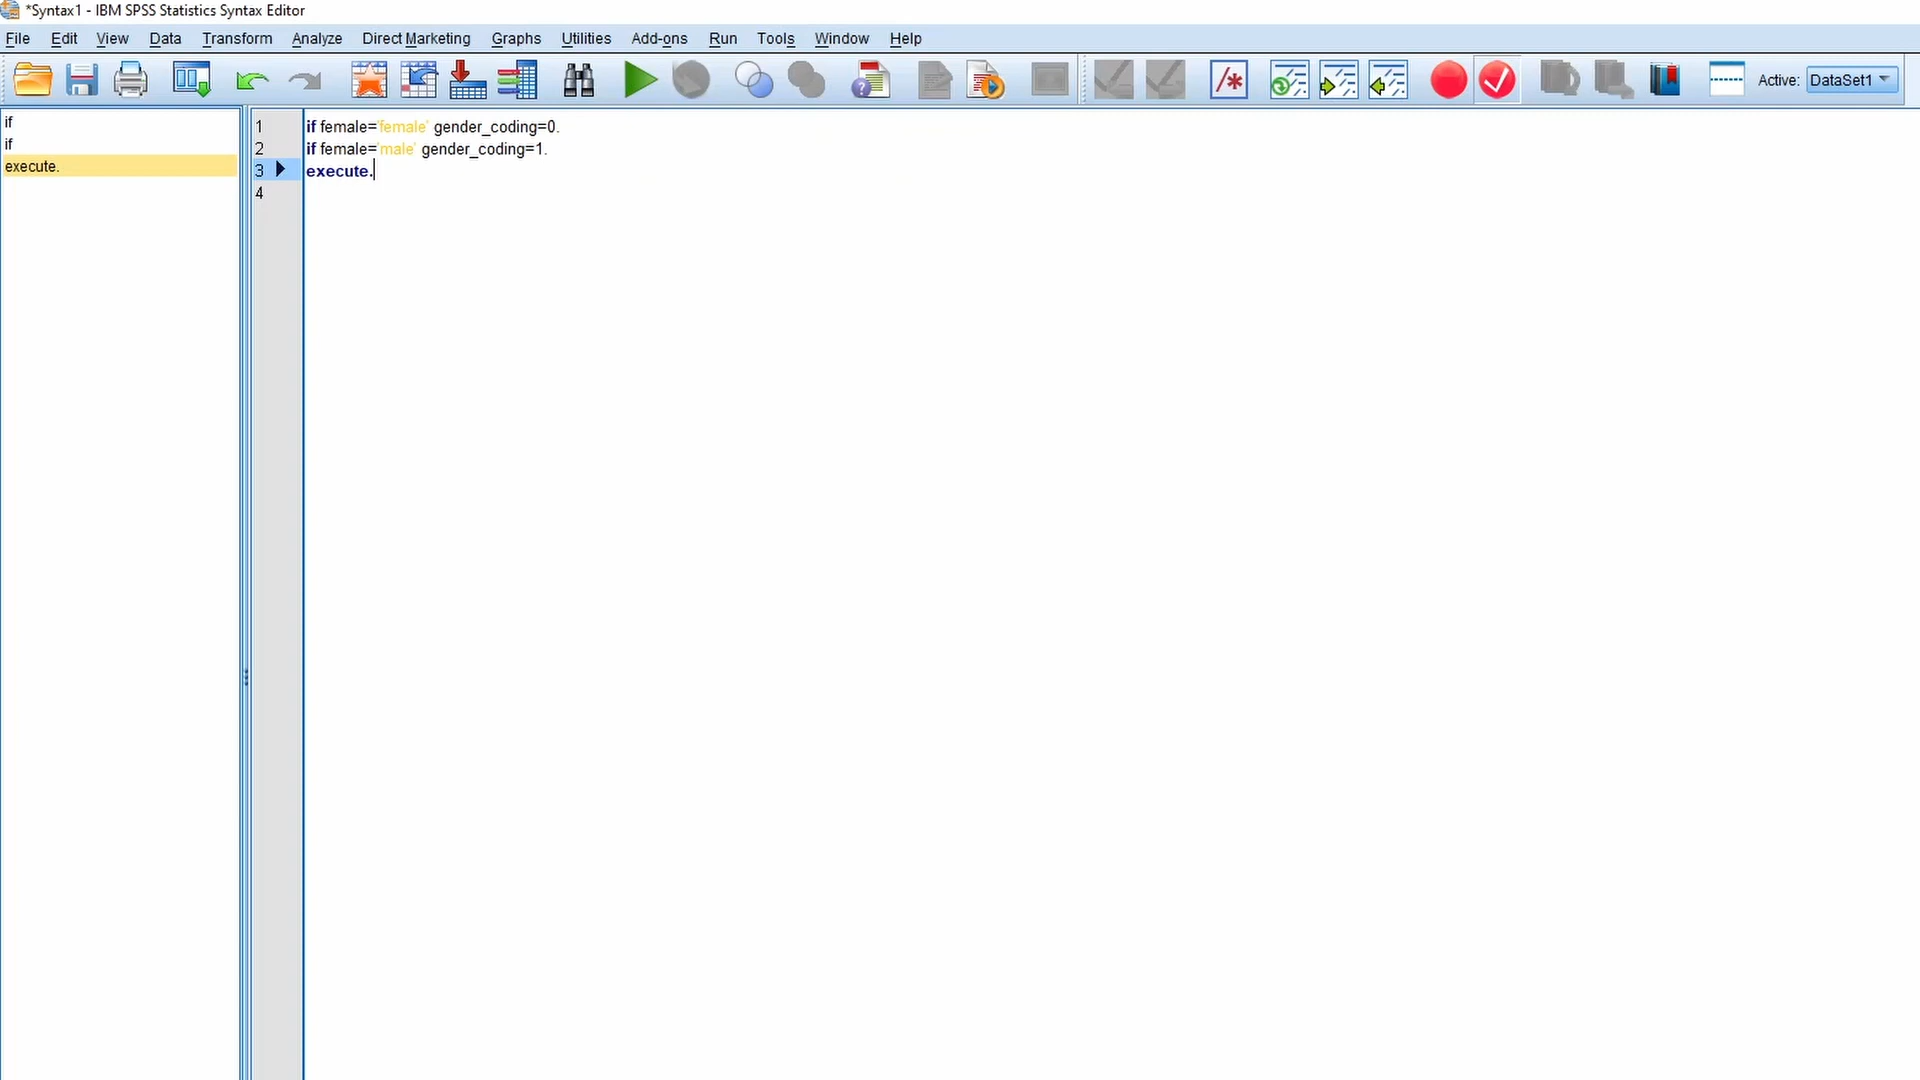 *Syntax1 - IBM SPSS Statistics Syntax Editor
File Edit View Data Transform Analyze Direct Marketing Graphs Utilities Add-ons Run Tools Window Help
Active: DataSet1
if
if
execute.
1 if female='female' gender_coding=0.
2 if female='male' gender_coding=1.
3 execute.
4